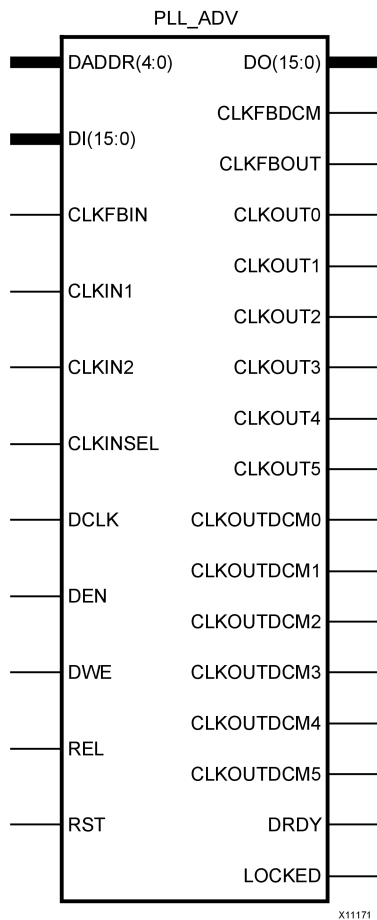 PLL_ADV
DADDR(4:0) DO(15:0)
CLKFBDCM
DI(15:0)
CLKFBOUT
CLKFBIN CLKOUT0
CLKOUT1
CLKIN1
CLKOUT2
CLKIN2 CLKOUT3
CLKOUT4
CLKINSEL
CLKOUT5
DCLK CLKOUTDCM0
CLKOUTDCM1
DEN
CLKOUTDCM2
DWE CLKOUTDCM3
CLKOUTDCM4
REL
CLKOUTDCM5
RST DRDY
LOCKED
X11171